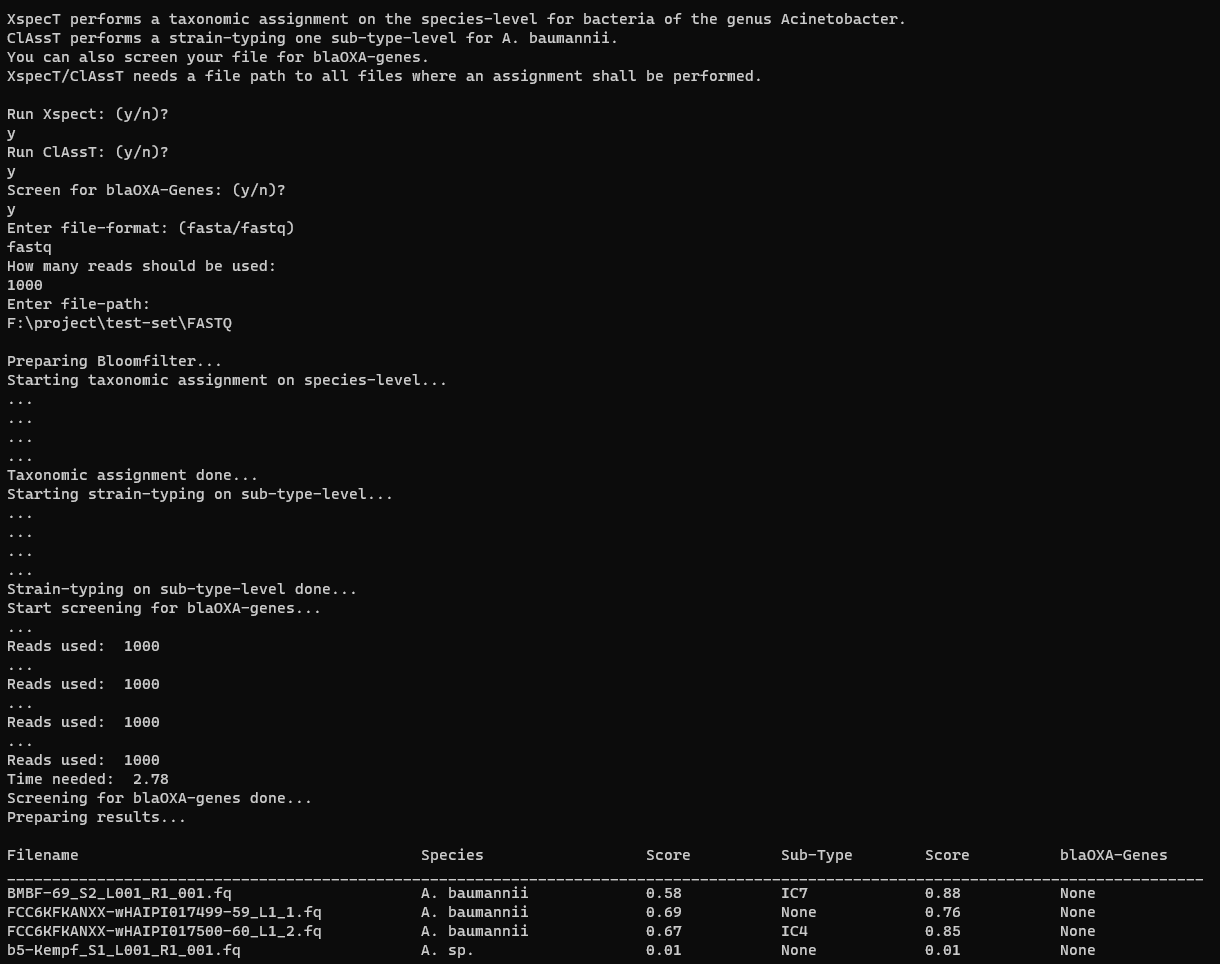 XspecT performs a taxonomic assignment on the species-level for bacteria of the genus Acinetobacter.
ClAssT performs a strain-typing one sub-type-level for A. baumannii.
You can also screen your file for blaOXA-genes.
XspecT/ClAssT needs a file path to all files where an assignment shall be performed.

Run Xspect: (y/n)?
y
Run ClAssT: (y/n)?
y
Screen for blaOXA-Genes: (y/n)?
y
Enter file-format: (fasta/fastq)
fastq
How many reads should be used:
1000
Enter file-path:
F:\project\test-set\FASTQ

Preparing Bloomfilter...
Starting taxonomic assignment on species-level...
...
...
...
...
Taxonomic assignment done...
Starting strain-typing on sub-type-level...
...
...
...
...
Strain-typing on sub-type-level done...
Start screening for blaOXA-genes...
...
Reads used:  1000
...
Reads used:  1000
...
Reads used:  1000
...
Reads used:  1000
Time needed:  2.78
Screening for blaOXA-genes done...
Preparing results...

Filename Species Score Sub-Type Score blaOXA-Genes
BMBF-69_S2_L001_R1_001.fq A. baumannii 0.58 IC7 0.88 None
FCC6KFKANXX-wHAIPI017499-59_L1_1.fq A. baumannii 0.69 None 0.76 None
FCC6KFKANXX-wHAIPI017500-60_L1_2.fq A. baumannii 0.67 IC4 0.85 None
b5-Kempf_S1_L001_R1_001.fq A. sp. 0.01 None 0.01 None